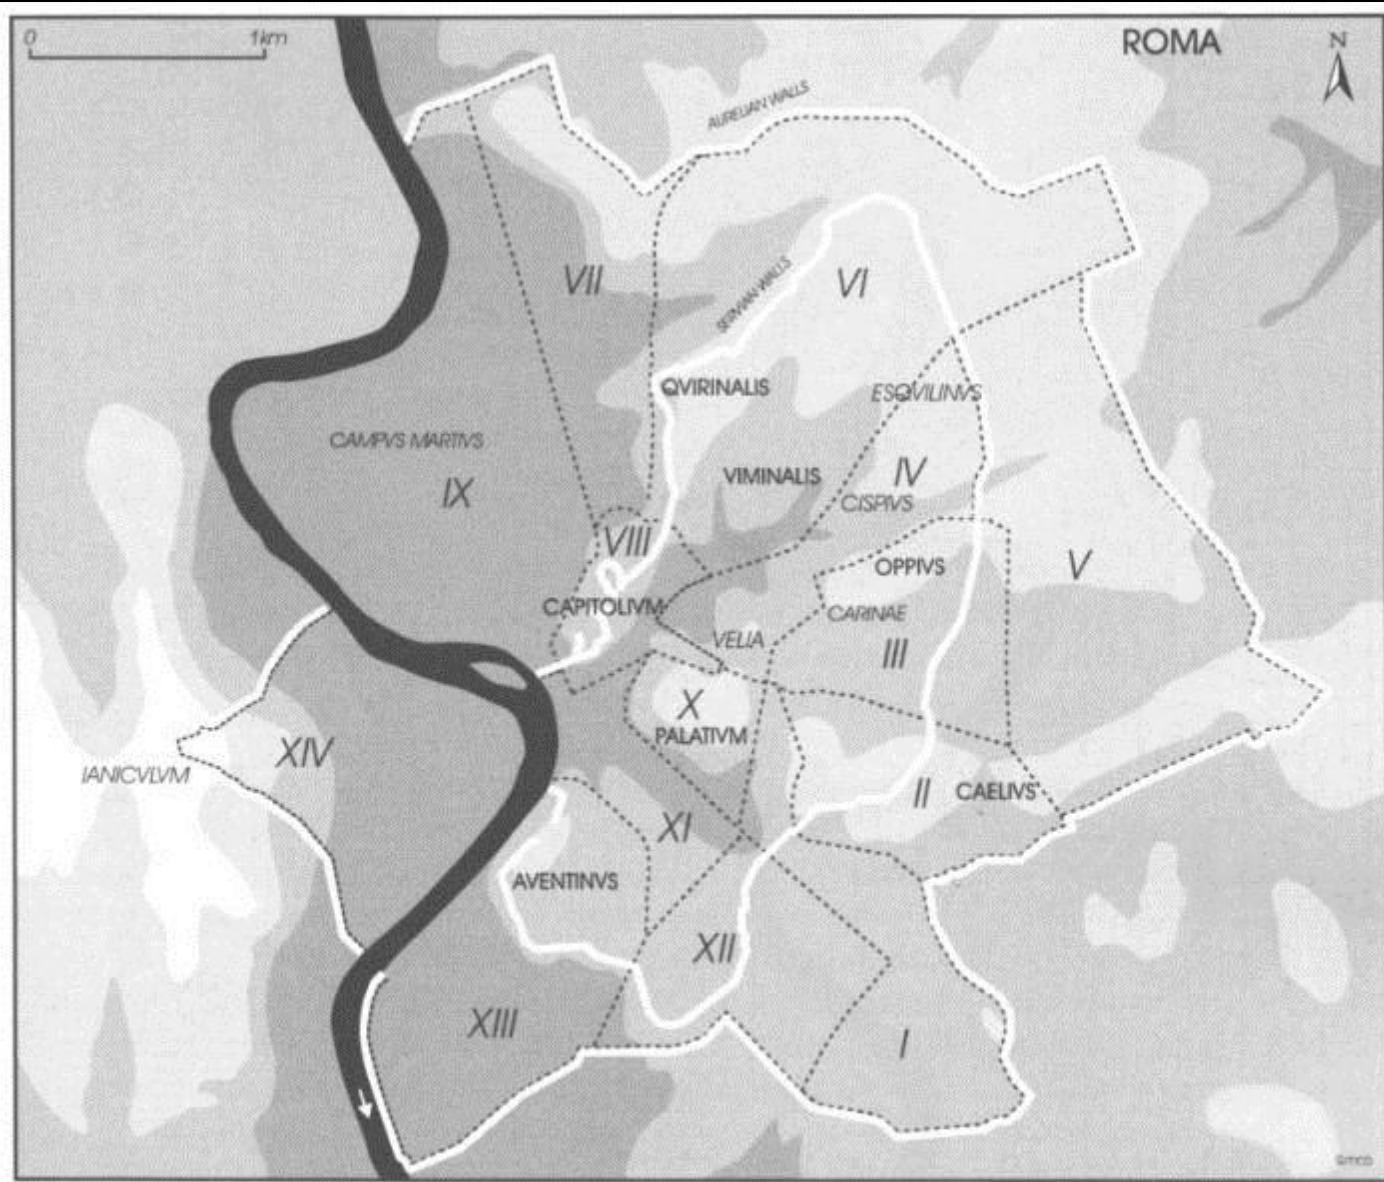 0 1km
ROMA
N
AURELIAN WALLS
VII
VI
SERVIAN WALLS
QVIRINALIS
ESQVILINVS
CAMPVS MARTIVS
VIMINALIS
IV
IX
CISPIVS
VIII
OPPIVS
V
CAPITOLIVM
CARINAE
VELIA
III
X
PALATIVM
XIV
IANICVLVM
II
CAELIVS
XI
AVENTINVS
XII
XIII
I